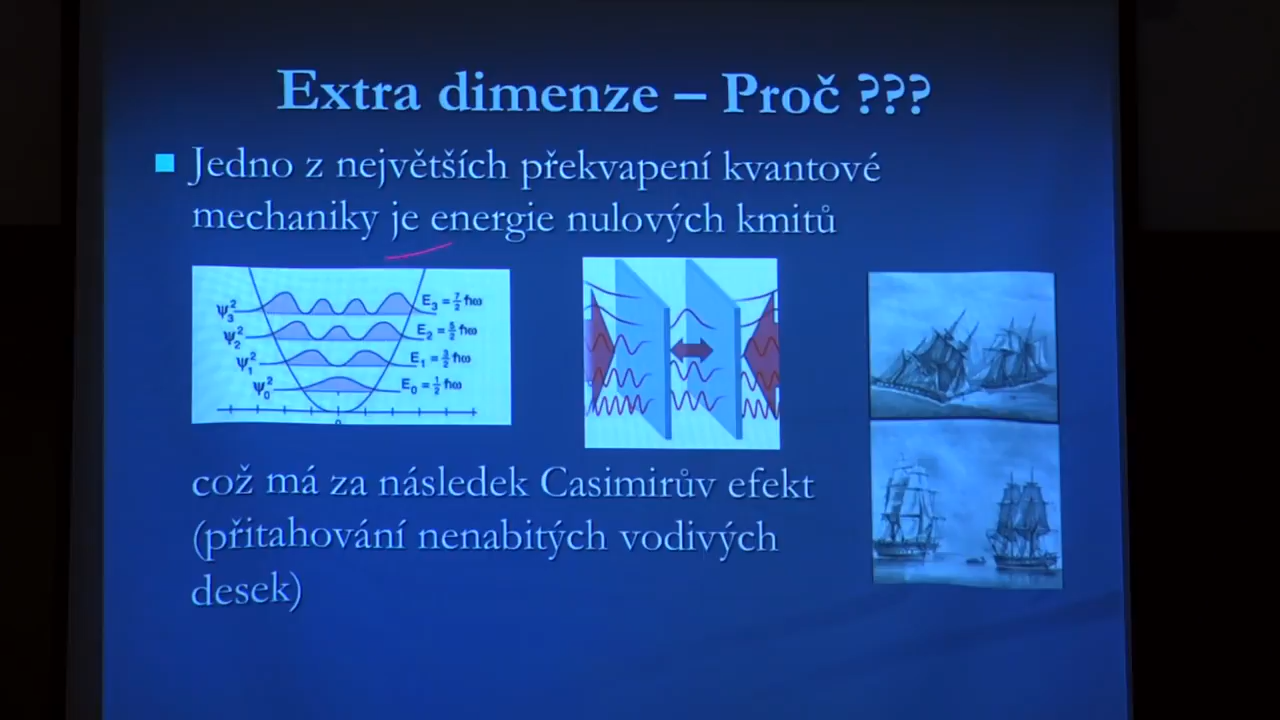 Extra dimenze – Proč ???
Jedno z největších překvapení kvantové
mechaniky je energie nulových kmitů
ψ₃² E₃ = 7/2 ħω
ψ₂² E₂ = 5/2 ħω
ψ₁² E₁ = 3/2 ħω
ψ₀² E₀ = 1/2 ħω
0
což má za následek Casimirův efekt
(přitahování nenabitých vodivých
desek)